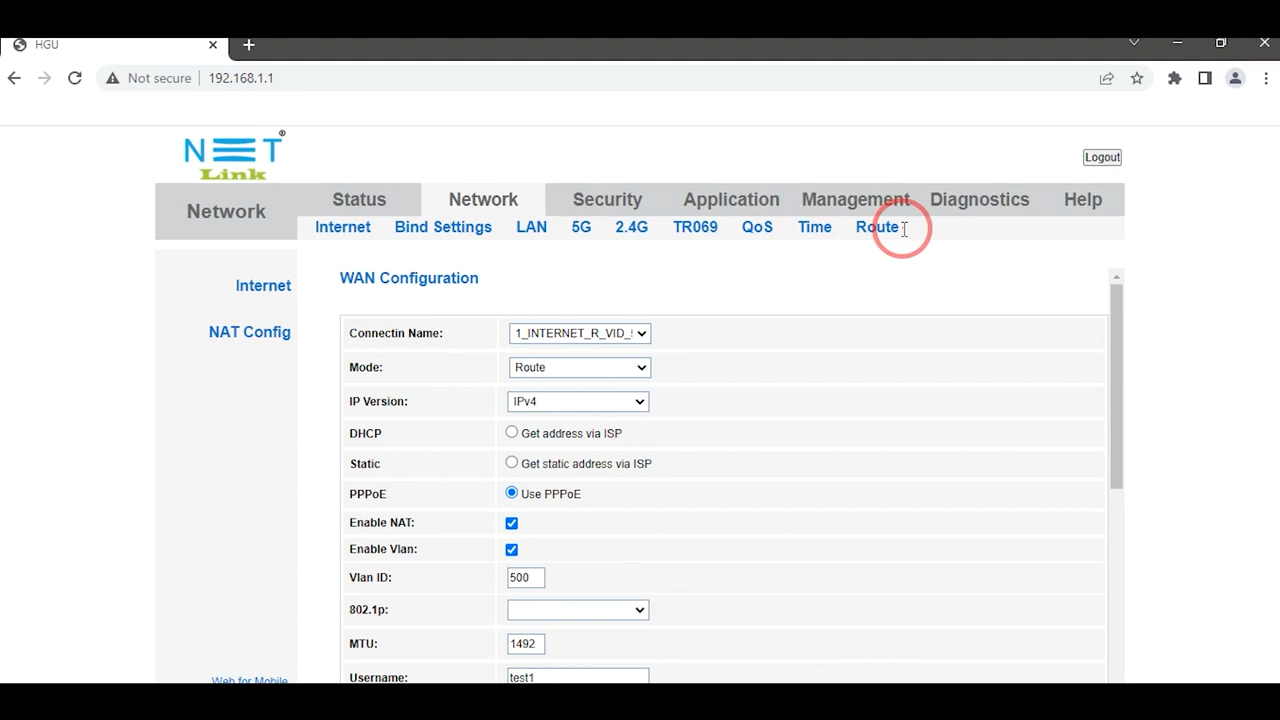 HGU
Not secure 192.168.1.1
NET ®
Link
Logout
Network Status Network Security Application Management Diagnostics Help
Internet Bind Settings LAN 5G 2.4G TR069 QoS Time Route
Internet
NAT Config
WAN Configuration
Connectin Name: 1_INTERNET_R_VID_
Mode: Route
IP Version: IPv4
DHCP Get address via ISP
Static Get static address via ISP
PPPoE Use PPPoE
Enable NAT:
Enable Vlan:
Vlan ID: 500
802.1p:
MTU: 1492
Username: test1
Web for Mobile